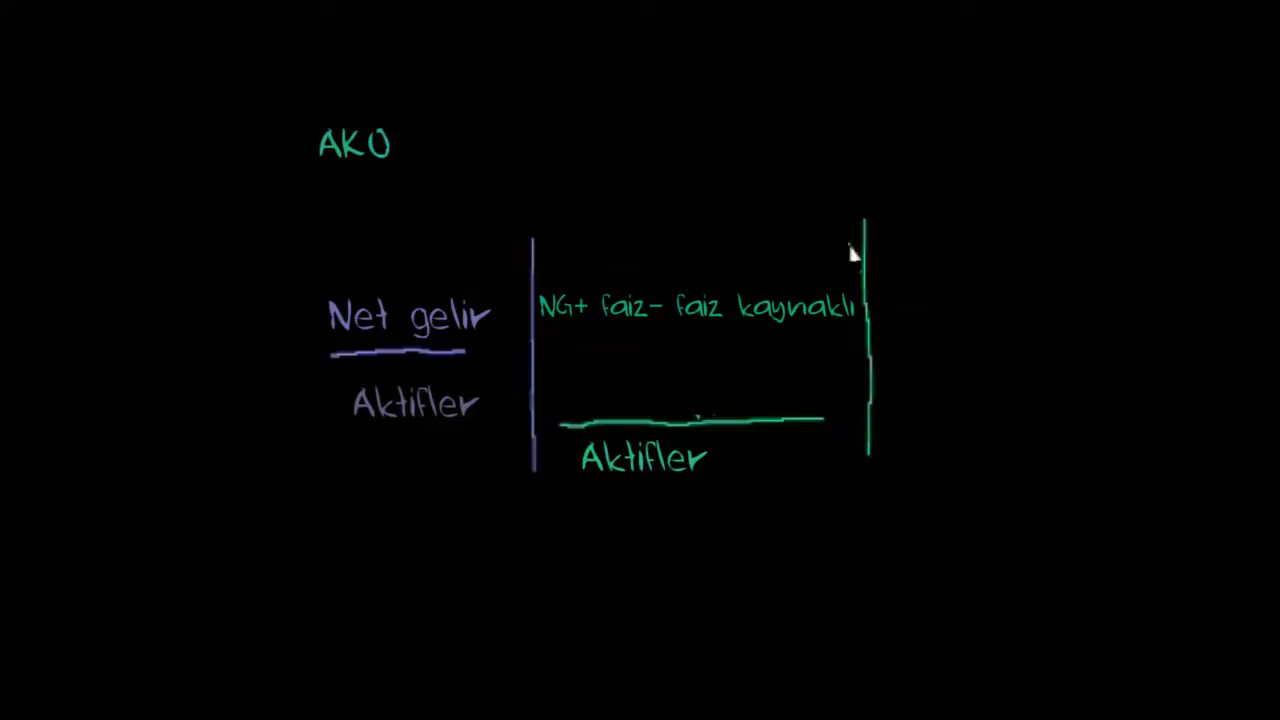 AKO
Net gelir
Aktifler
NG+ faiz- faiz kaynaklı
Aktifler